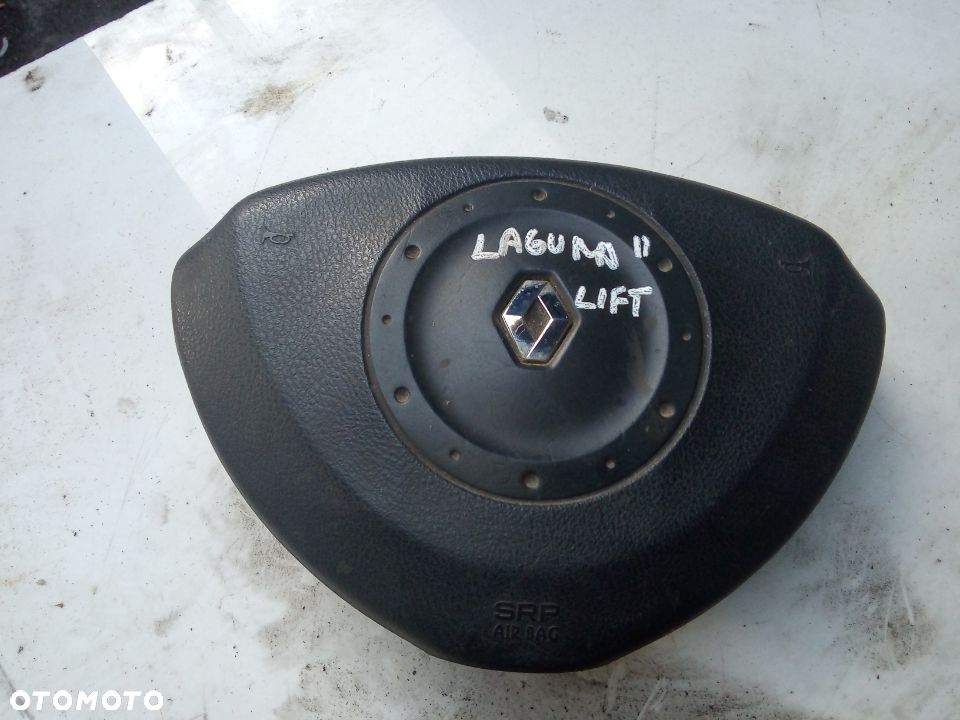 LAGUNA II
LIFT
SRP
AIR BAG
OTOMOTO